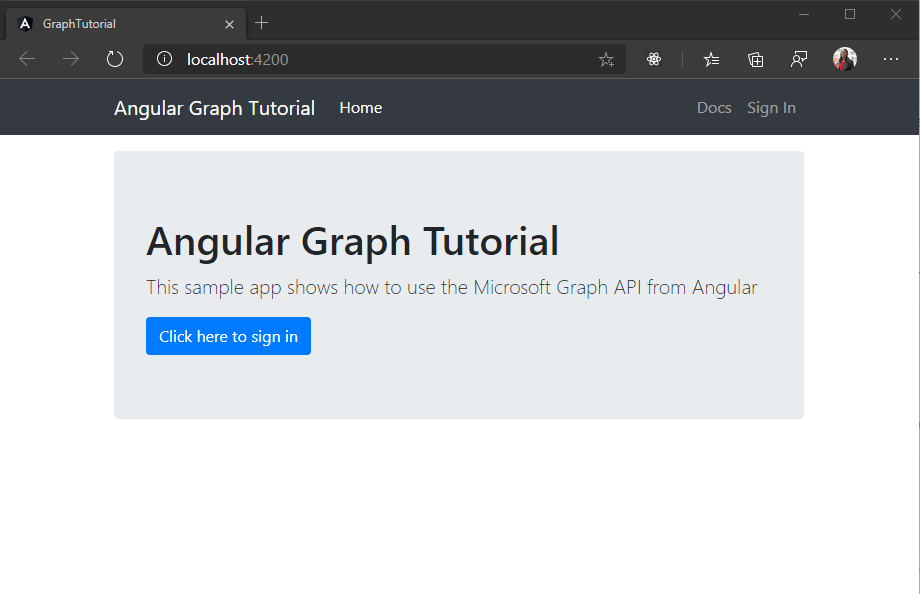 GraphTutorial
localhost:4200
Angular Graph Tutorial Home Docs Sign In
Angular Graph Tutorial
This sample app shows how to use the Microsoft Graph API from Angular
Click here to sign in